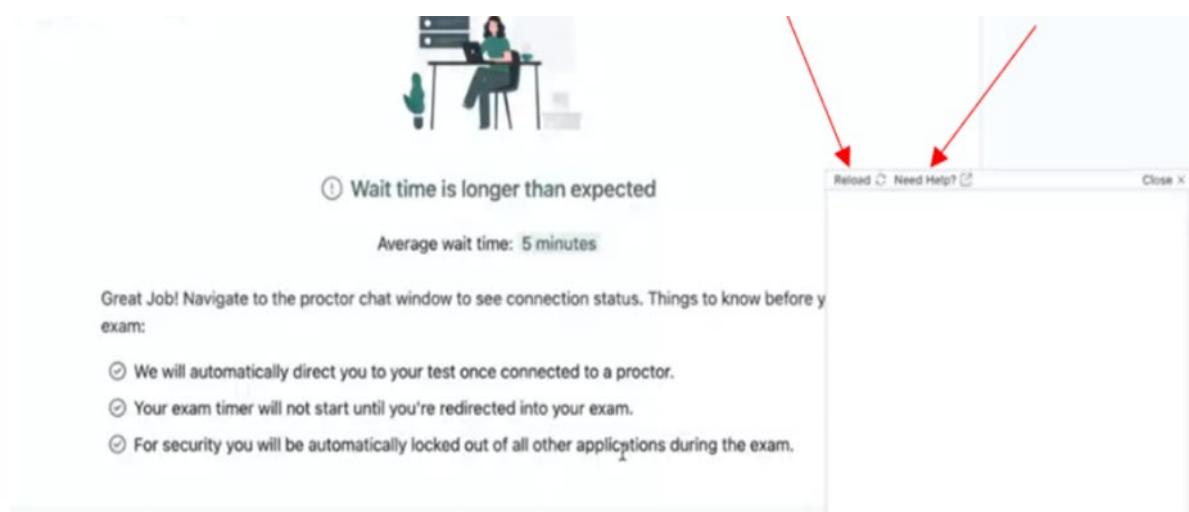 Reload Need Help? Close ×
Wait time is longer than expected
Average wait time: 5 minutes
Great Job! Navigate to the proctor chat window to see connection status. Things to know before y
exam:
We will automatically direct you to your test once connected to a proctor.
Your exam timer will not start until you're redirected into your exam.
For security you will be automatically locked out of all other applications during the exam.